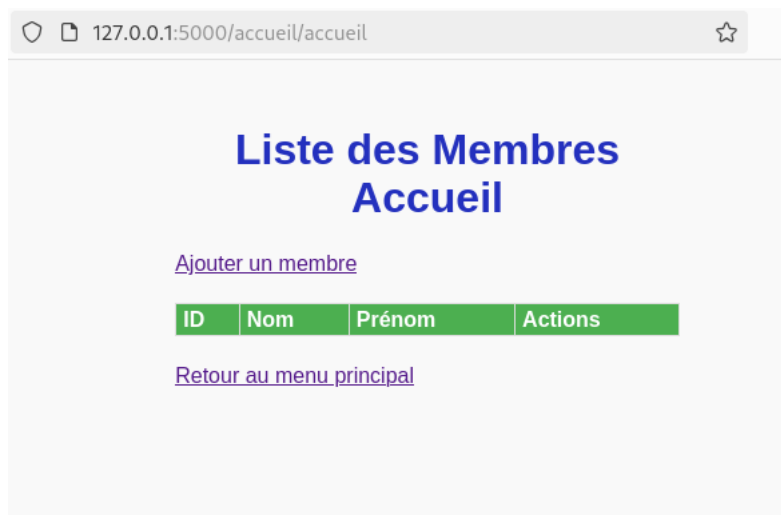 127.0.0.1:5000/accueil/accueil
Liste des Membres
Accueil
Ajouter un membre
ID Nom Prénom Actions
Retour au menu principal